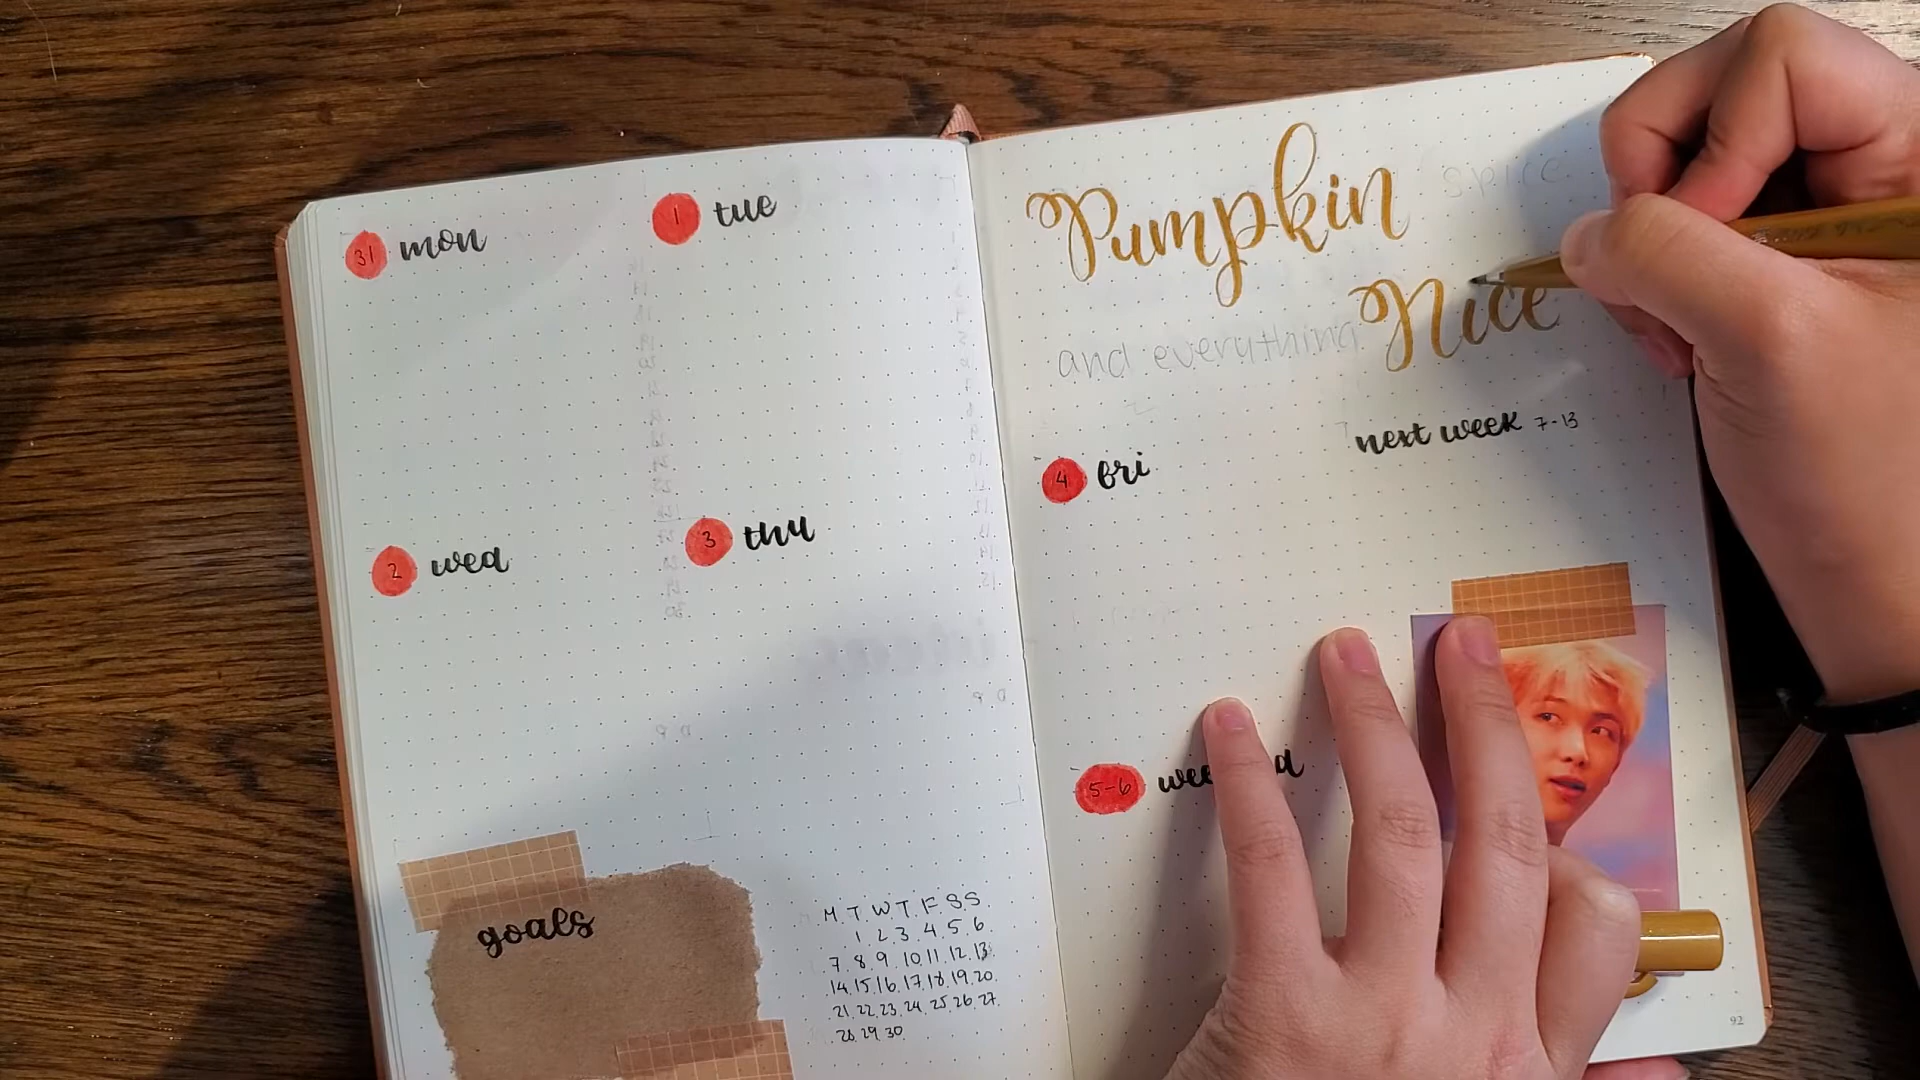 31 mon
1 tue
2 wed
3 thu
goals
M T W T F S S
1 2 3 4 5 6
7 8 9 10 11 12 13
14 15 16 17 18 19 20
21 22 23 24 25 26 27
28 29 30
Pumpkin spice
and everything Nice
next week 7-13
4 fri
5-6
92